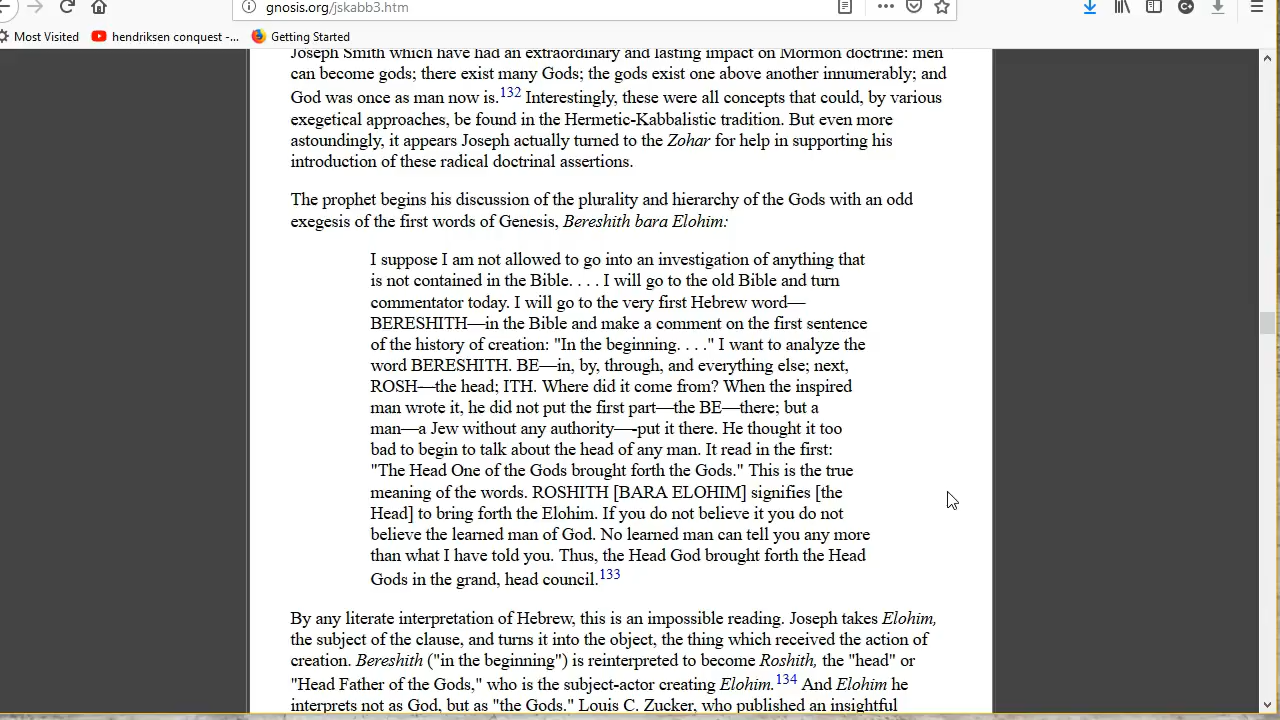 gnosis.org/jskabb3.htm
Most Visited hendriksen conquest -... Getting Started
Joseph Smith which have had an extraordinary and lasting impact on Mormon doctrine: men
can become gods; there exist many Gods; the gods exist one above another innumerably; and
God was once as man now is.132 Interestingly, these were all concepts that could, by various
exegetical approaches, be found in the Hermetic-Kabbalistic tradition. But even more
astoundingly, it appears Joseph actually turned to the Zohar for help in supporting his
introduction of these radical doctrinal assertions.
The prophet begins his discussion of the plurality and hierarchy of the Gods with an odd
exegesis of the first words of Genesis, Bereshith bara Elohim:
I suppose I am not allowed to go into an investigation of anything that
is not contained in the Bible. . . . I will go to the old Bible and turn
commentator today. I will go to the very first Hebrew word—
BERESHITH—in the Bible and make a comment on the first sentence
of the history of creation: "In the beginning. . . ." I want to analyze the
word BERESHITH. BE—in, by, through, and everything else; next,
ROSH—the head; ITH. Where did it come from? When the inspired
man wrote it, he did not put the first part—the BE—there; but a
man—a Jew without any authority—-put it there. He thought it too
bad to begin to talk about the head of any man. It read in the first:
"The Head One of the Gods brought forth the Gods." This is the true
meaning of the words. ROSHITH [BARA ELOHIM] signifies [the
Head] to bring forth the Elohim. If you do not believe it you do not
believe the learned man of God. No learned man can tell you any more
than what I have told you. Thus, the Head God brought forth the Head
Gods in the grand, head council.133
By any literate interpretation of Hebrew, this is an impossible reading. Joseph takes Elohim,
the subject of the clause, and turns it into the object, the thing which received the action of
creation. Bereshith ("in the beginning") is reinterpreted to become Roshith, the "head" or
"Head Father of the Gods," who is the subject-actor creating Elohim.134 And Elohim he
interprets not as God, but as "the Gods." Louis C. Zucker, who published an insightful